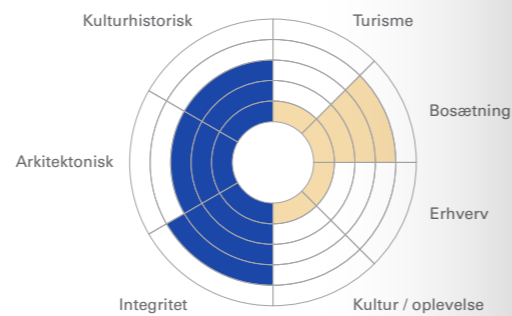 Kulturhistorisk
Turisme
Bosætning
Arkitektonisk
Erhverv
Integritet
Kultur / oplevelse